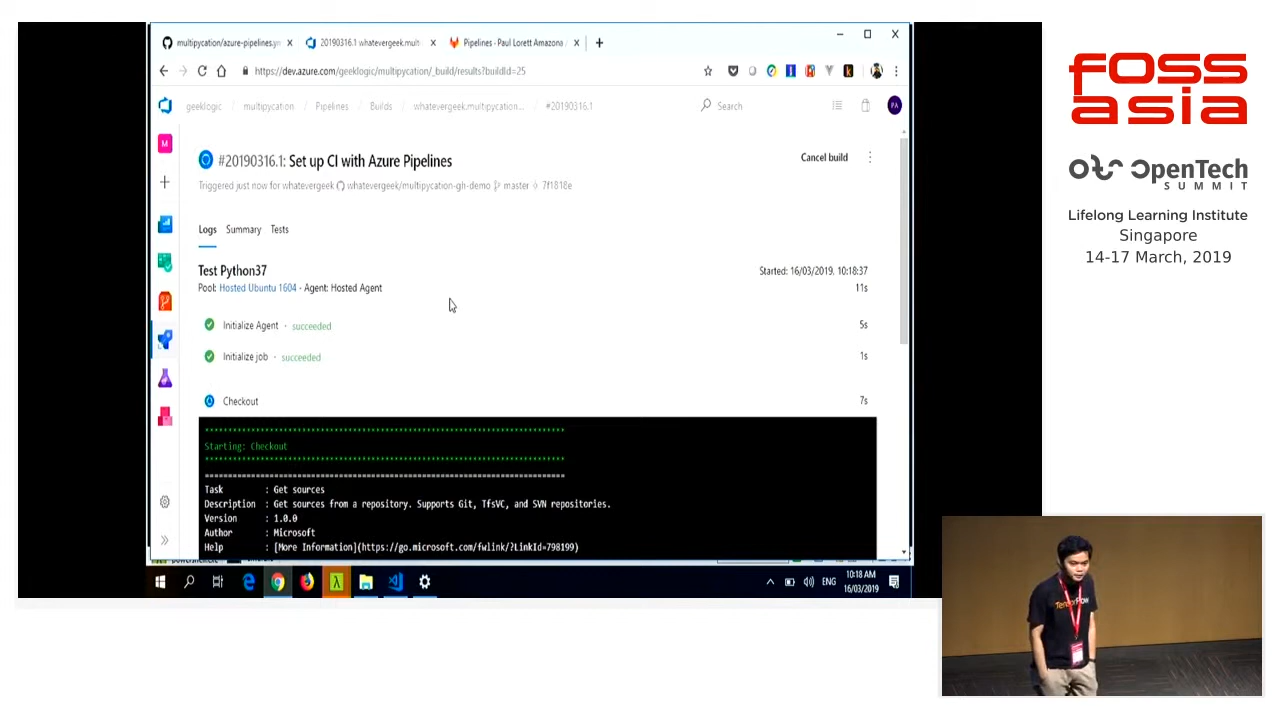 multipycation/azure-pipelines.ym
20190316.1 whatevergeek.mult
Pipelines - Paul Lorett Amazona
https://dev.azure.com/geeklogic/multipycation/_build/results?buildId=25
geeklogic / multipycation / Pipelines / Builds / whatevergeek.multipycation... / #20190316.1
Search
PA
M
#20190316.1: Set up CI with Azure Pipelines
Cancel build
Triggered just now for whatevergeek whatevergeek/multipycation-gh-demo master 7f1818e
Logs Summary Tests
Test Python37
Started: 16/03/2019, 10:18:37
Pool: Hosted Ubuntu 1604 - Agent: Hosted Agent
11s
Initialize Agent · succeeded
5s
Initialize job · succeeded
1s
Checkout
7s
Starting: Checkout
Task : Get sources
Description : Get sources from a repository. Supports Git, TfsVC, and SVN repositories.
Version : 1.0.0
Author : Microsoft
Help : [More Information](https://go.microsoft.com/fwlink/?LinkId=798199)
ENG
10:18 AM
16/03/2019
FOSS
asia
OpenTech
SUMMIT
Lifelong Learning Institute
Singapore
14-17 March, 2019
TensorFlow